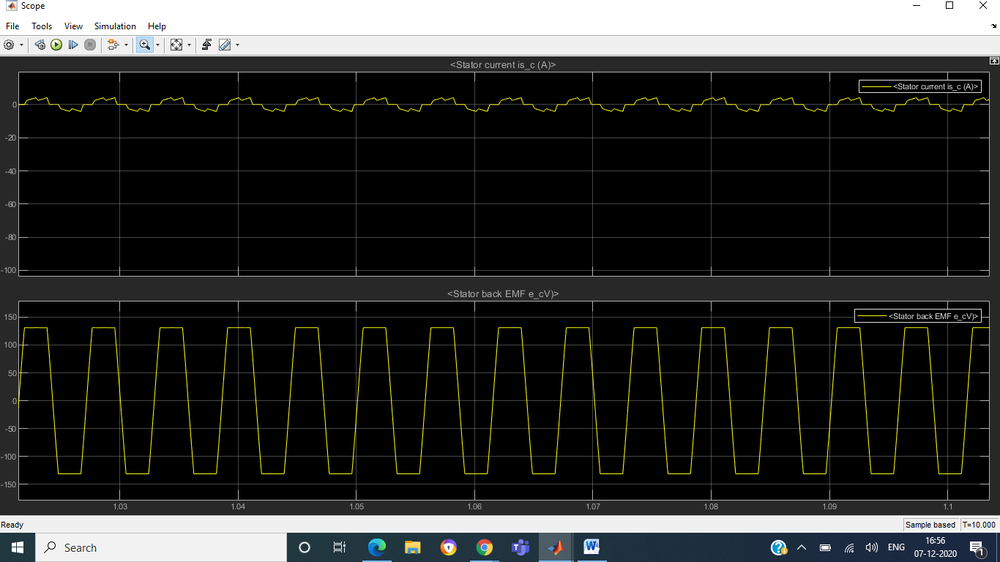 Scope
File Tools View Simulation Help
<Stator current is_c (A)>
<Stator current is_c (A)>
0
-20
-40
-60
-80
-100
<Stator back EMF e_cV)>
<Stator back EMF e_cV)>
150
100
50
0
-50
-100
-150
1.03 1.04 1.05 1.06 1.07 1.08 1.09 1.1
Ready
Sample based T=10.000
Search
ENG
16:56
07-12-2020
1